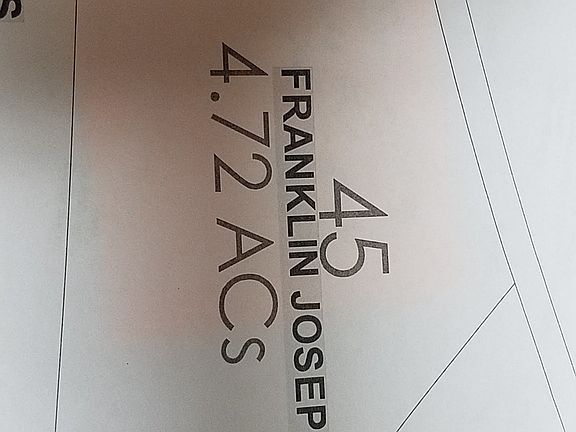 45
FRANKLIN JOSEP
4.72 ACS
S